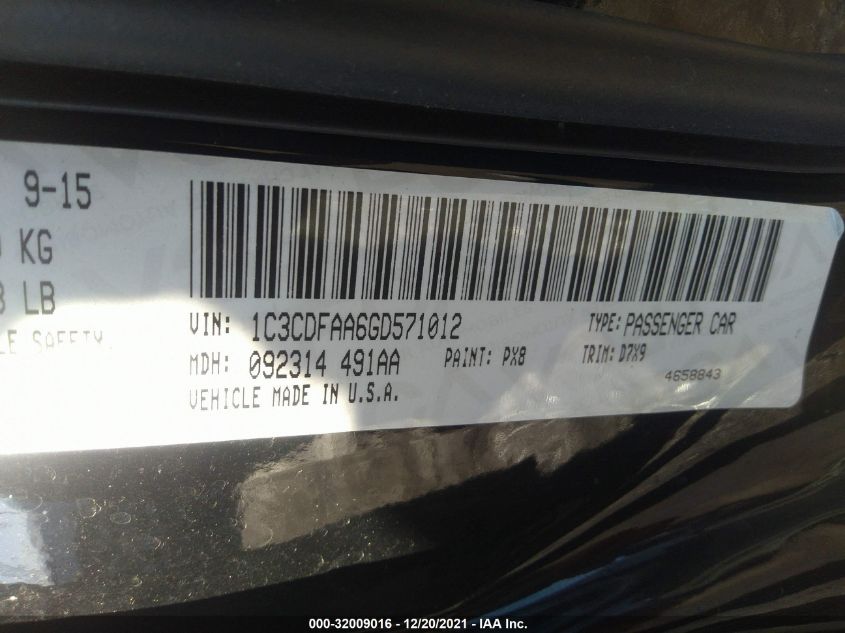 9-15
KG
LB
SAFETY.
VIN: 1C3CDFAA6GD571012
TYPE: PASSENGER CAR
MDH: 092314 491AA
PAINT: PX8
TRIM: D7X9
VEHICLE MADE IN U.S.A.
4658843
000-32009016 - 12/20/2021 - IAA Inc.